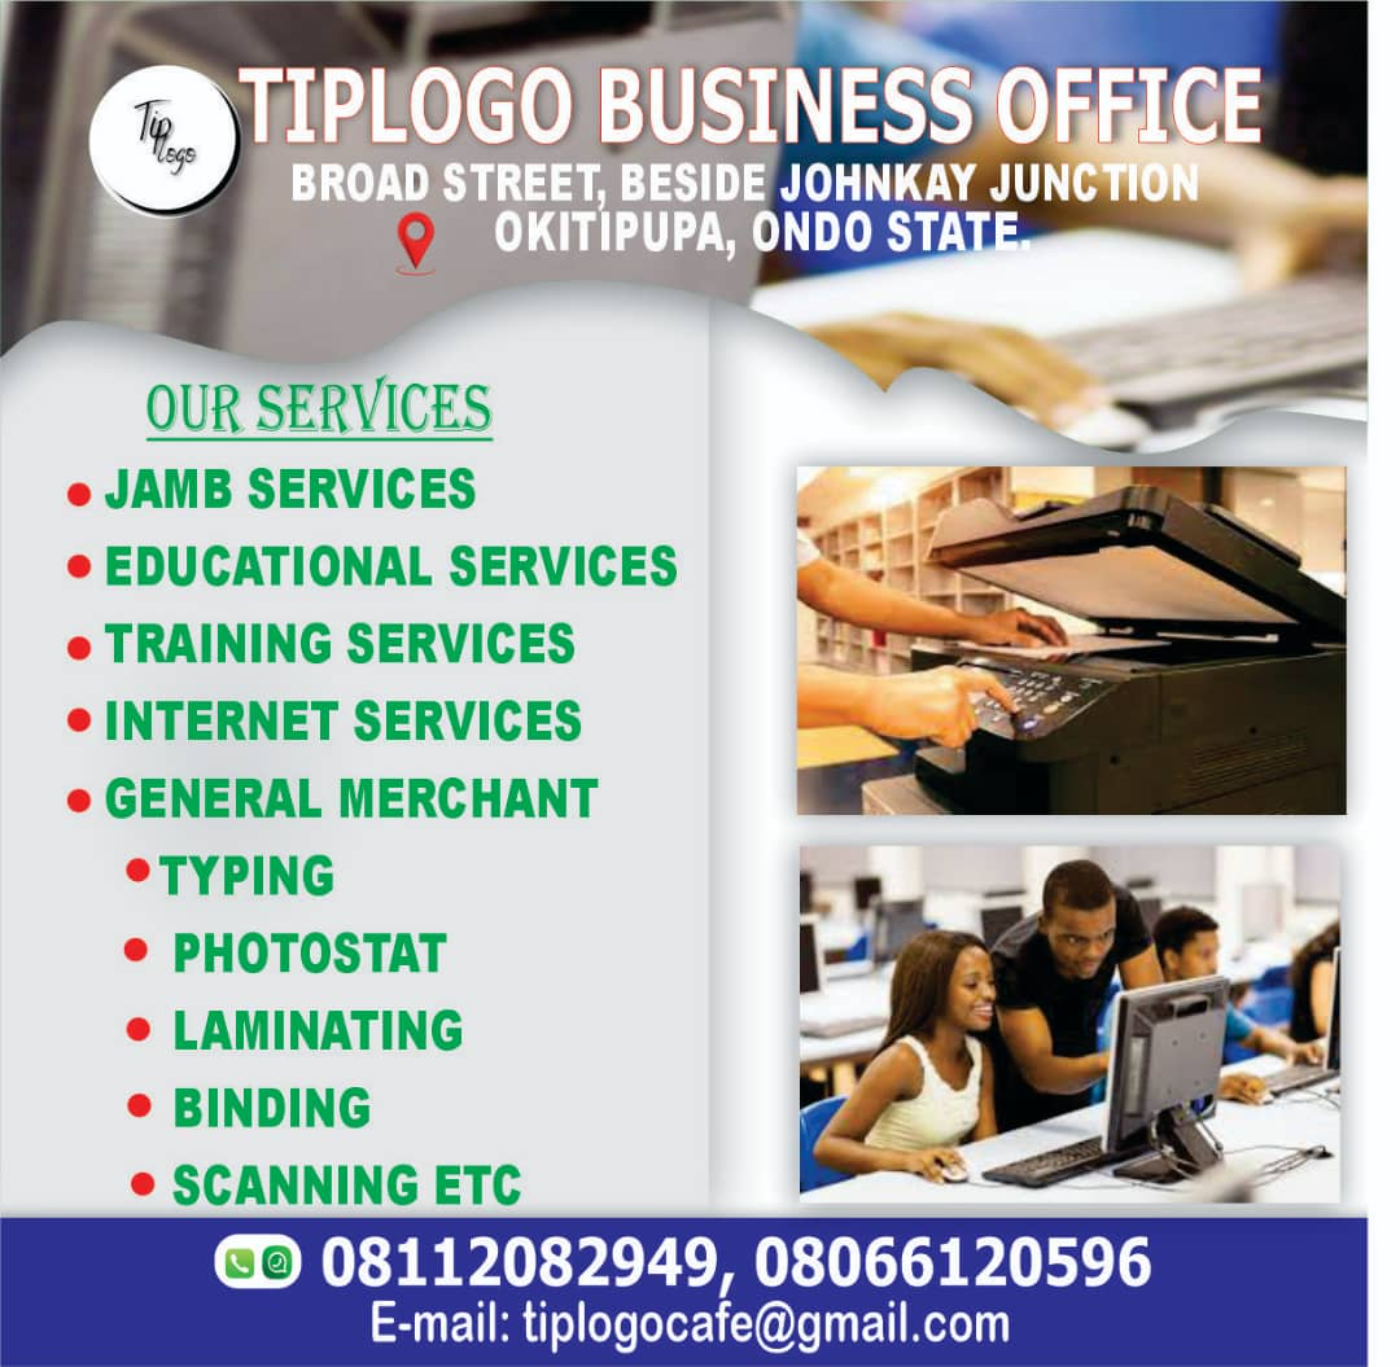 Tip
Logo
TIPLOGO BUSINESS OFFICE
BROAD STREET, BESIDE JOHNKAY JUNCTION
OKITIPUPA, ONDO STATE.
OUR SERVICES
• JAMB SERVICES
• EDUCATIONAL SERVICES
• TRAINING SERVICES
• INTERNET SERVICES
• GENERAL MERCHANT
• TYPING
• PHOTOSTAT
• LAMINATING
• BINDING
• SCANNING ETC
08112082949, 08066120596
E-mail: tiplogocafe@gmail.com